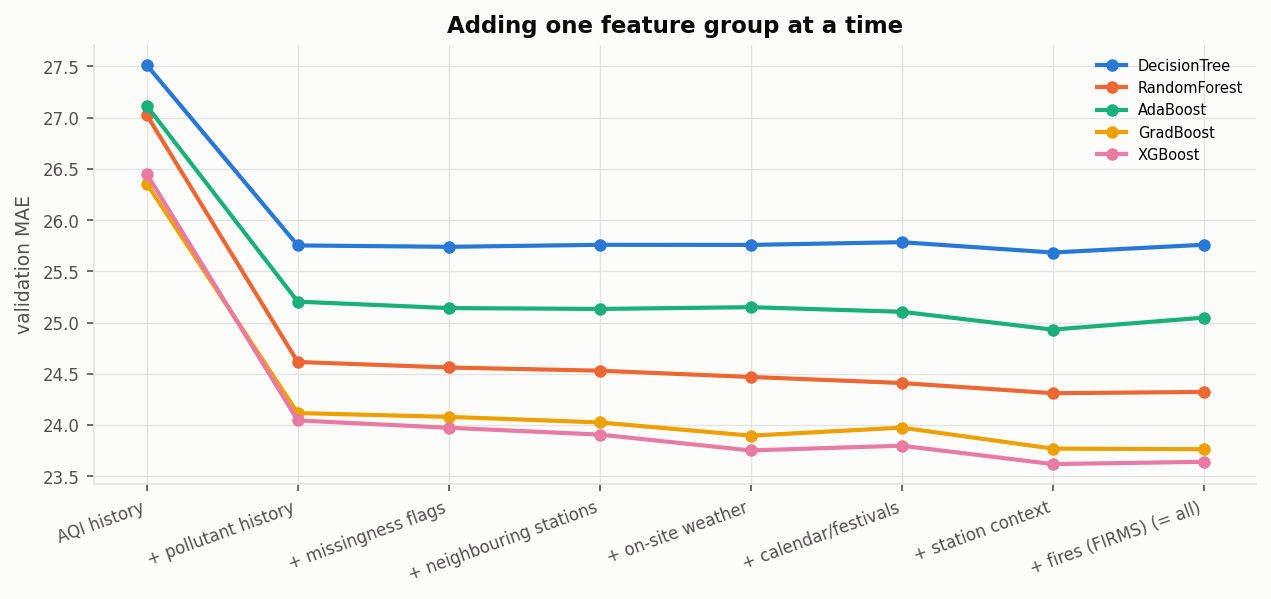 Adding one feature group at a time
validation MAE
27.5
27.0
26.5
26.0
25.5
25.0
24.5
24.0
23.5
DecisionTree
RandomForest
AdaBoost
GradBoost
XGBoost
AQI history
+ pollutant history
+ missingness flags
+ neighbouring stations
+ on-site weather
+ calendar/festivals
+ station context
+ fires (FIRMS) (= all)